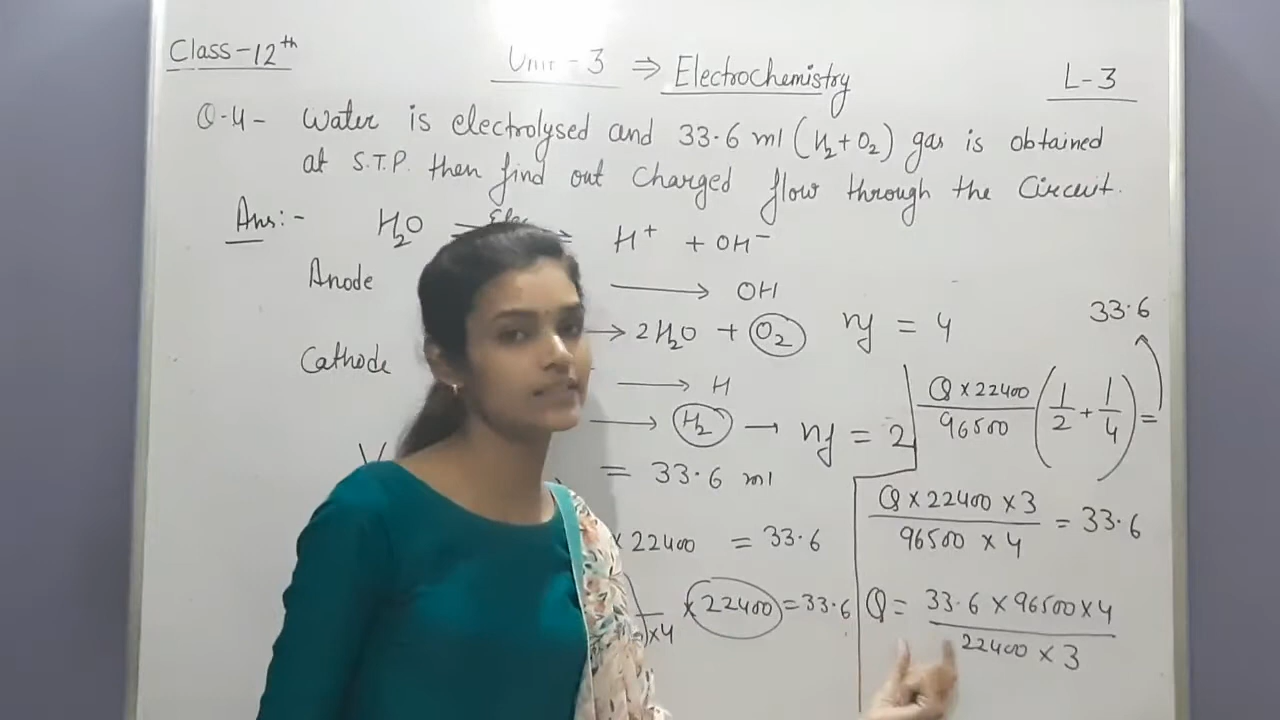 Class-12th
Unit-3 ⇒ Electrochemistry
L-3
Q-4- Water is electrolysed and 33.6 ml (H₂+O₂) gas is obtained
at S.T.P. then find out Charged flow through the Circuit.
Ans:- H₂O H⁺ + OH⁻
Anode → OH
→ 2H₂O + O₂ nf = 4
Cathode → H
→ H₂ → nf = 2
= 33.6 ml
× 22400 = 33.6
×4 × 22400 = 33.6
33.6
Q × 22400 / 96500 (1/2 + 1/4) =
Q × 22400 × 3 / 96500 × 4 = 33.6
Q = 33.6 × 96500 × 4 / 22400 × 3